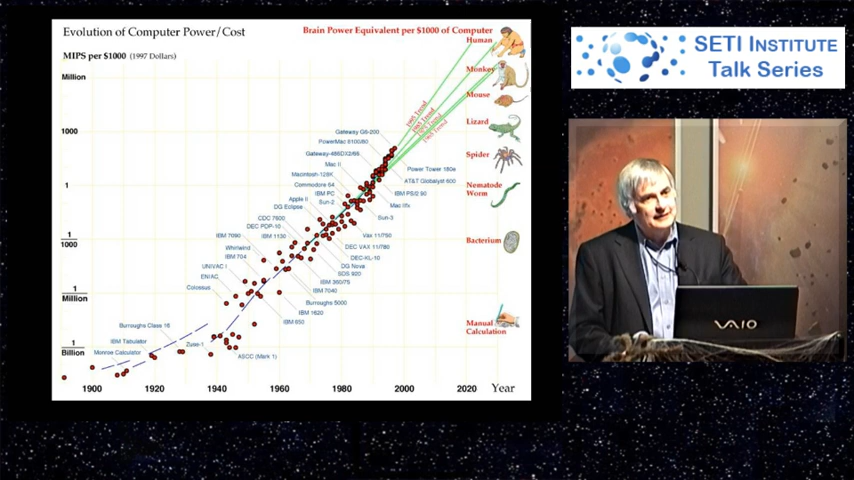 Evolution of Computer Power/Cost
Brain Power Equivalent per $1000 of Computer
MIPS per $1000 (1997 Dollars)
Million
1000
1
1
1000
1
Million
1
Billion
Human
Monkey
Mouse
Lizard
Spider
Nematode
Worm
Bacterium
Manual
Calculation
1995 Trend
1985 Trend
Gateway G6-200
PowerMac 8100/80
Gateway-486DX2/66
Mac II
Macintosh-128K
Commodore 64
IBM PC
Apple II
Sun-2
DG Eclipse
CDC 7600
DEC PDP-10
IBM 7090
IBM 1130
Whirlwind
IBM 704
UNIVAC I
ENIAC
Colossus
Burroughs Class 16
IBM Tabulator
Zuse-1
Monroe Calculator
ASCC (Mark 1)
Power Tower 180e
AT&T Globalyst 600
IBM PS/2 90
Mac IIfx
Sun-3
Vax 11/750
DEC VAX 11/780
DEC-KL-10
DG Nova
SDS 920
IBM 360/75
IBM 7040
Burroughs 5000
IBM 1620
IBM 650
1900
1920
1940
1960
1980
2000
2020
Year
SETI INSTITUTE
Talk Series
VAIO